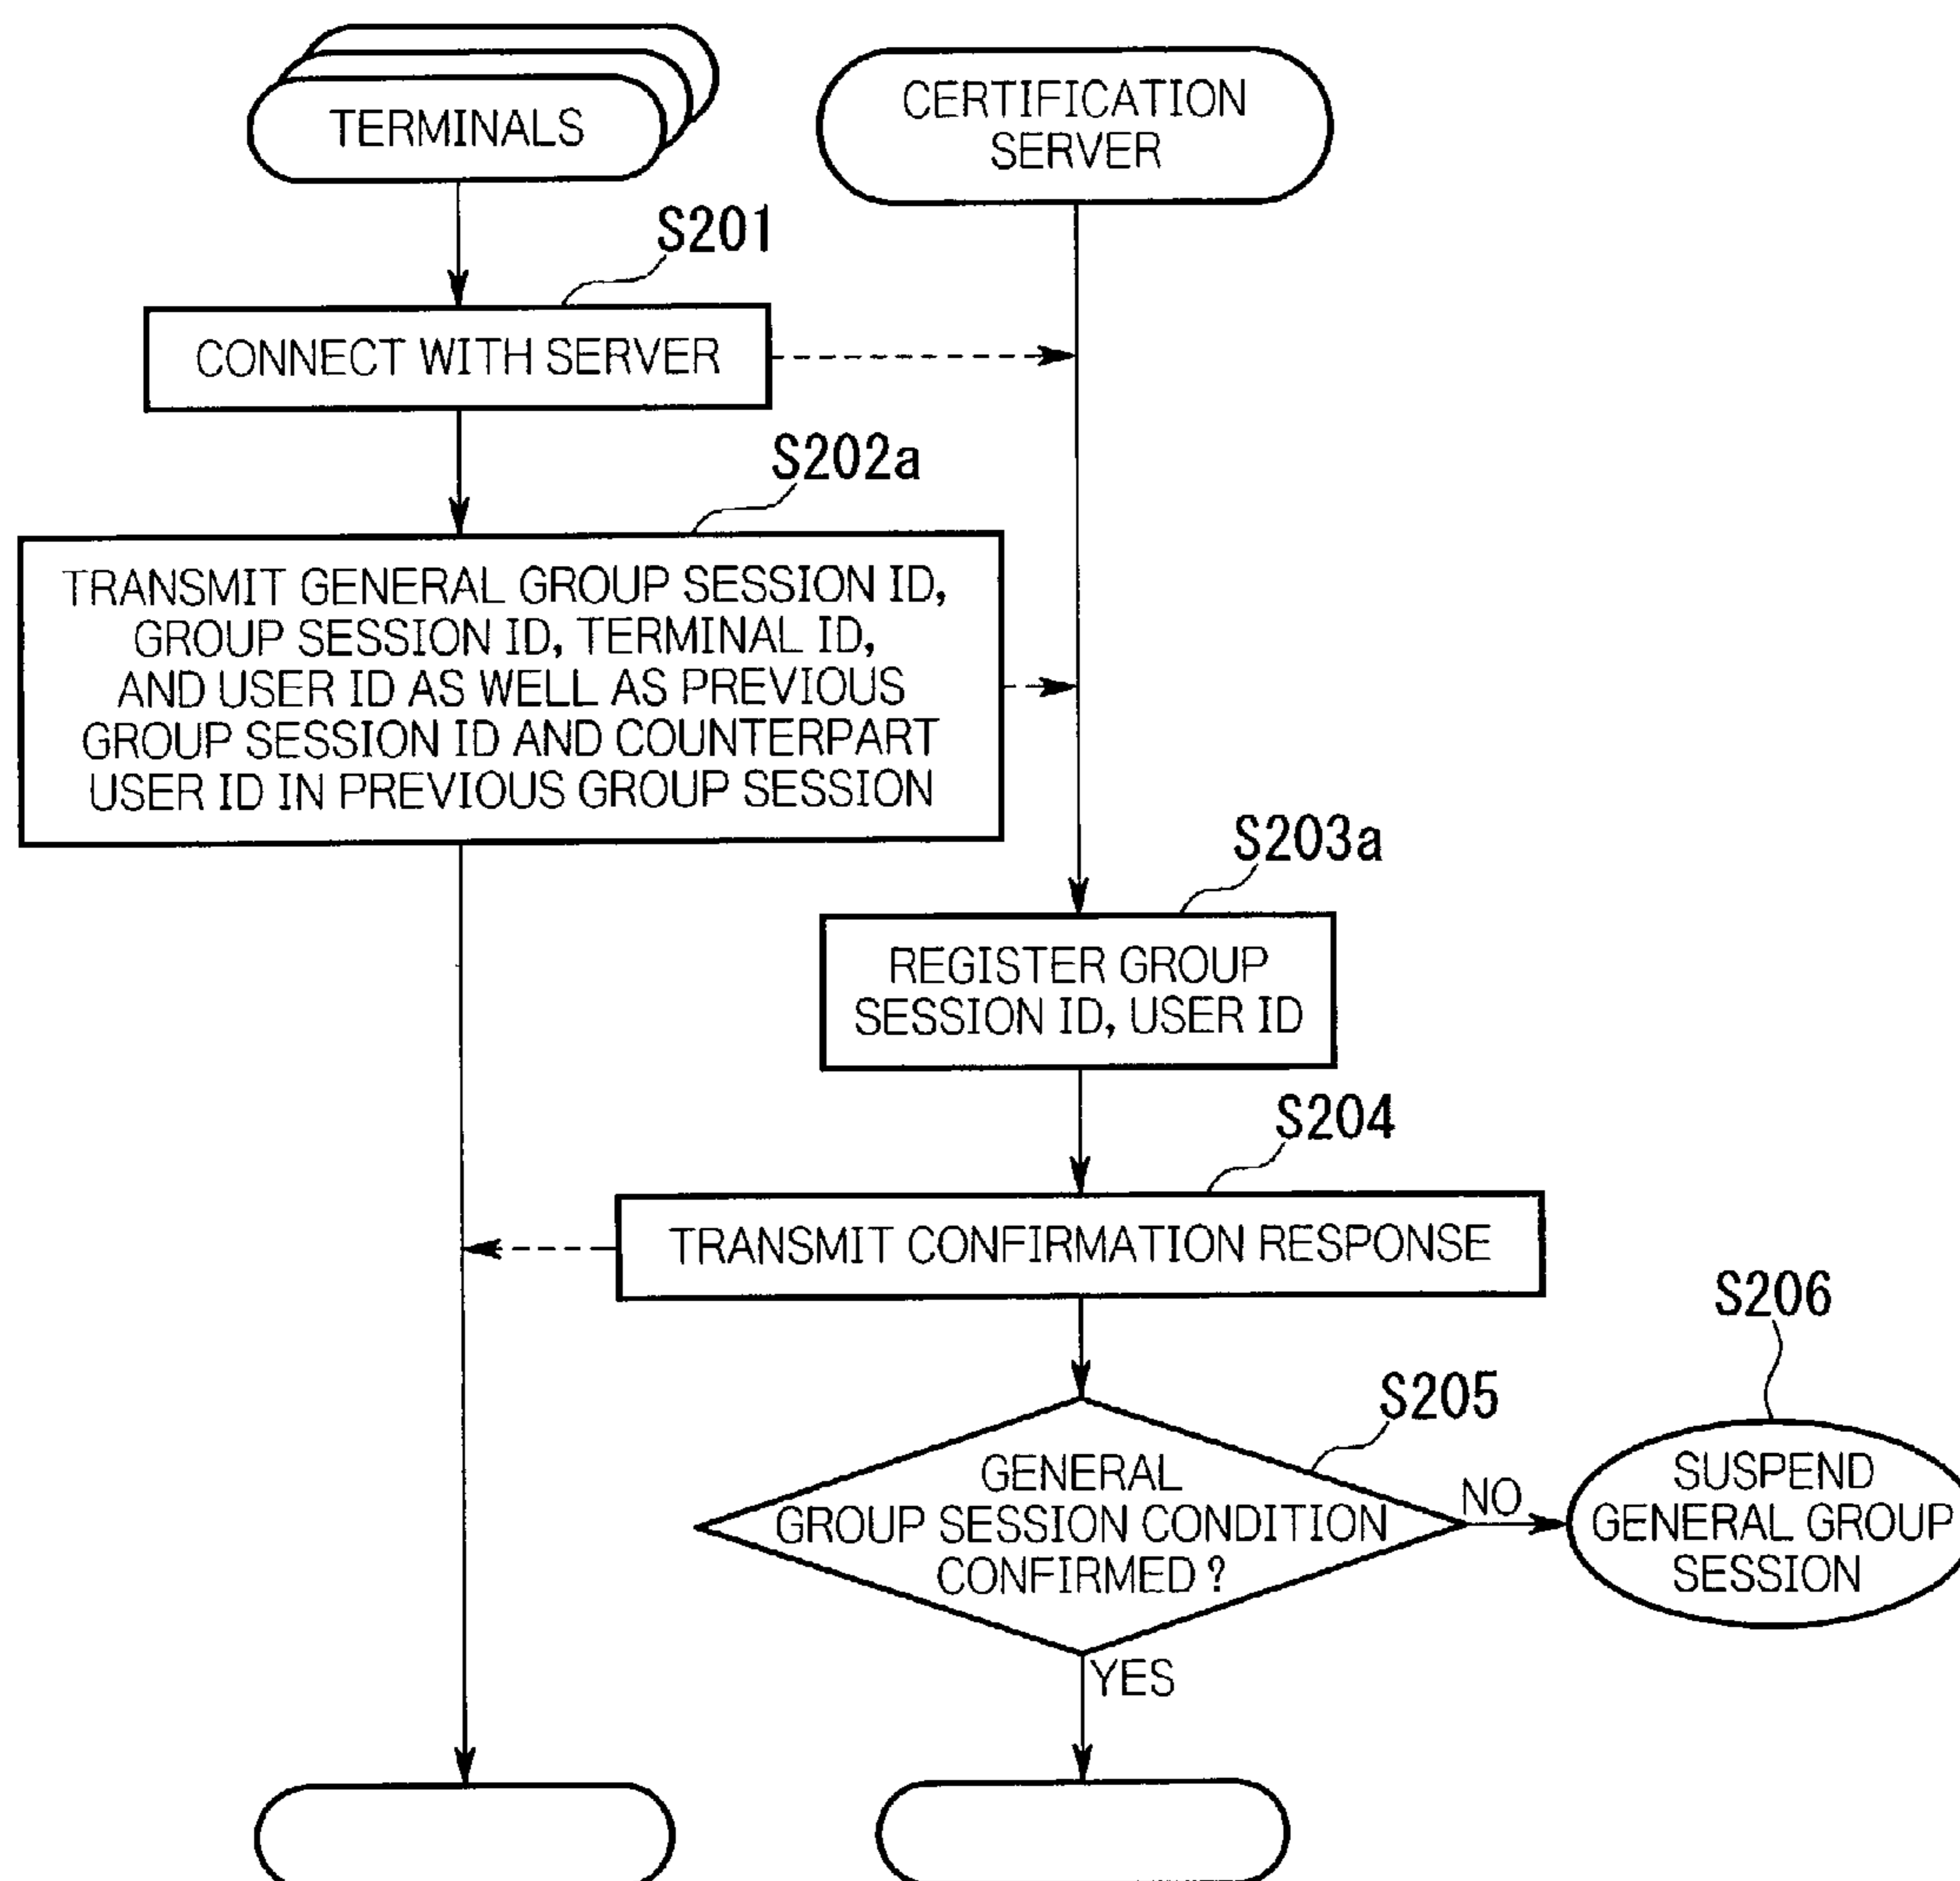 TERMINALS
CERTIFICATION
SERVER
S201
CONNECT WITH SERVER
S202a
TRANSMIT GENERAL GROUP SESSION ID,
GROUP SESSION ID, TERMINAL ID,
AND USER ID AS WELL AS PREVIOUS
GROUP SESSION ID AND COUNTERPART
USER ID IN PREVIOUS GROUP SESSION
S203a
REGISTER GROUP
SESSION ID, USER ID
S204
TRANSMIT CONFIRMATION RESPONSE
S206
S205
GENERAL
GROUP SESSION CONDITION
CONFIRMED ?
NO
SUSPEND
GENERAL GROUP
SESSION
YES